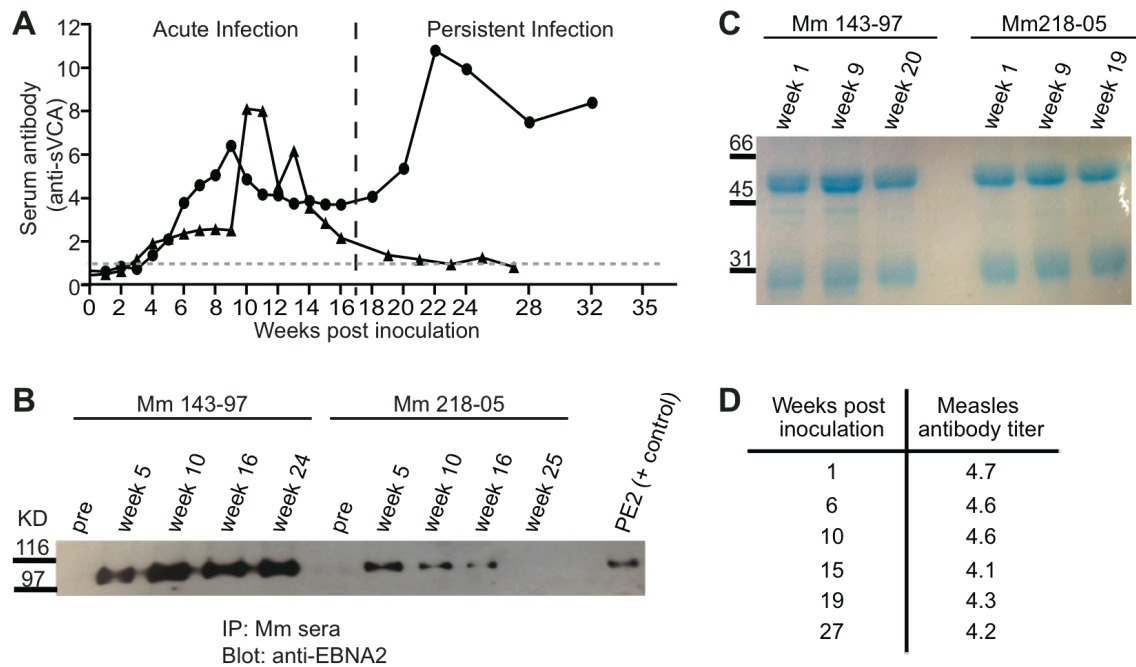 A
Serum antibody
(anti-sVCA)
12
10
8
6
4
2
0
Acute Infection
Persistent Infection
0 2 4 6 8 10 12 14 16 18 20 22 24 28 32 35
Weeks post inoculation
C
Mm 143-97
Mm218-05
week 1
week 9
week 20
week 1
week 9
week 19
66
45
31
B
Mm 143-97
Mm 218-05
pre
week 5
week 10
week 16
week 24
pre
week 5
week 10
week 16
week 25
PE2 (+ control)
KD
116
97
IP: Mm sera
Blot: anti-EBNA2
D
Weeks post inoculation
Measles antibody titer
1 4.7
6 4.6
10 4.6
15 4.1
19 4.3
27 4.2